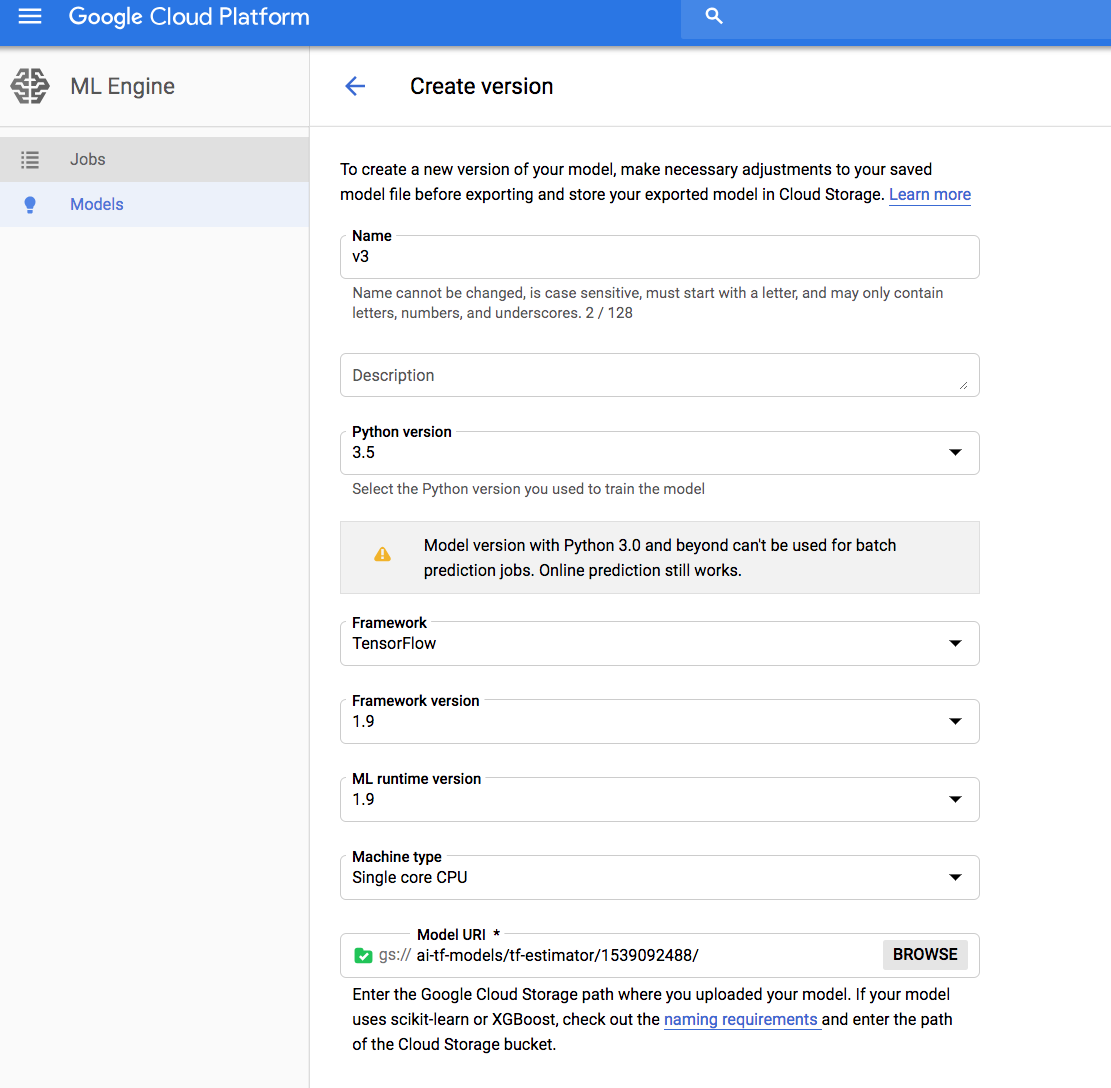 Google Cloud Platform
ML Engine
Create version
Jobs
Models
To create a new version of your model, make necessary adjustments to your saved
model file before exporting and store your exported model in Cloud Storage. Learn more
Name
v3
Name cannot be changed, is case sensitive, must start with a letter, and may only contain
letters, numbers, and underscores. 2 / 128
Description
Python version
3.5
Select the Python version you used to train the model
Model version with Python 3.0 and beyond can't be used for batch
prediction jobs. Online prediction still works.
Framework
TensorFlow
Framework version
1.9
ML runtime version
1.9
Machine type
Single core CPU
Model URI *
gs:// ai-tf-models/tf-estimator/1539092488/
BROWSE
Enter the Google Cloud Storage path where you uploaded your model. If your model
uses scikit-learn or XGBoost, check out the naming requirements and enter the path
of the Cloud Storage bucket.